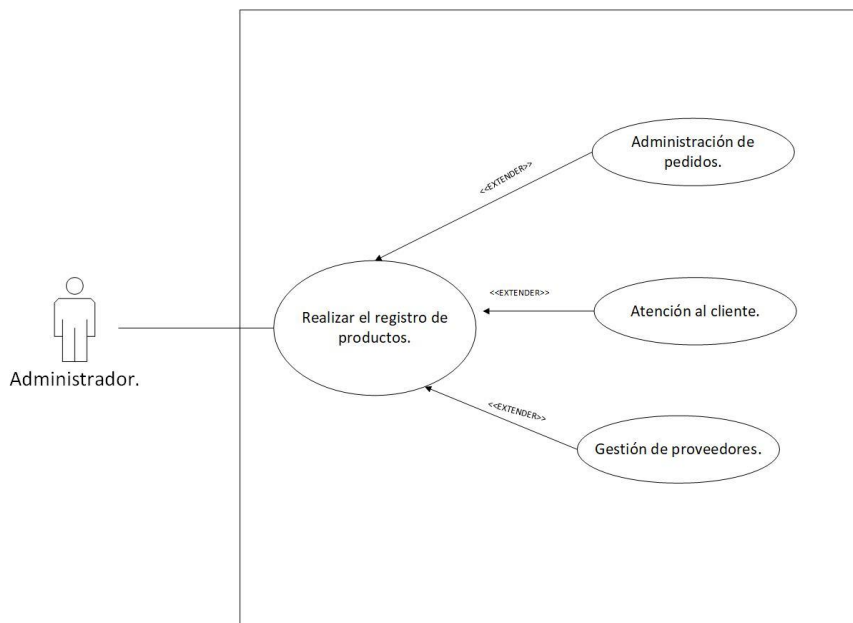 Administración de
pedidos.
<<EXTENDER>>
<<EXTENDER>>
Realizar el registro de
productos.
Atención al cliente.
Administrador.
<<EXTENDER>>
Gestión de proveedores.